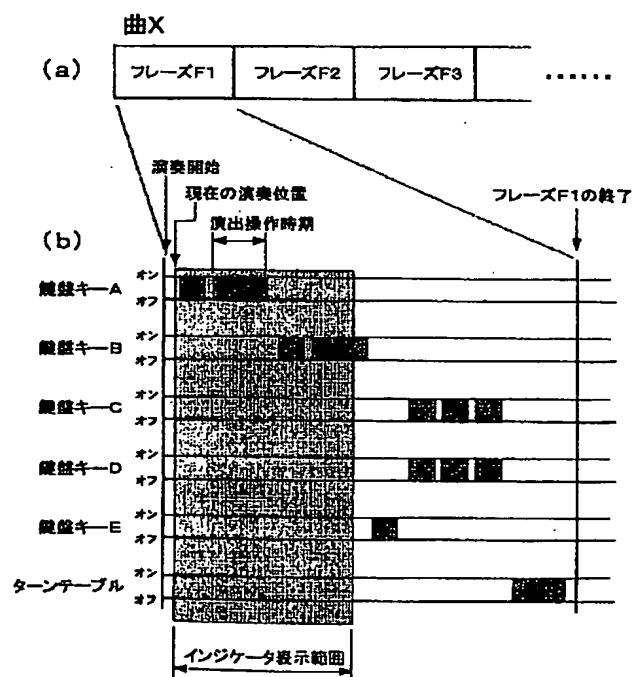 曲X
(a)
フレーズF1 フレーズF2 フレーズF3 ‥‥‥
演奏開始
現在の演奏位置
フレーズF1の終了
演出操作時期
(b)
オン
鍵盤キーA
オフ
オン
鍵盤キーB
オフ
オン
鍵盤キーC
オフ
オン
鍵盤キーD
オフ
オン
鍵盤キーE
オフ
オン
ターンテーブル
オフ
インジケータ表示範囲